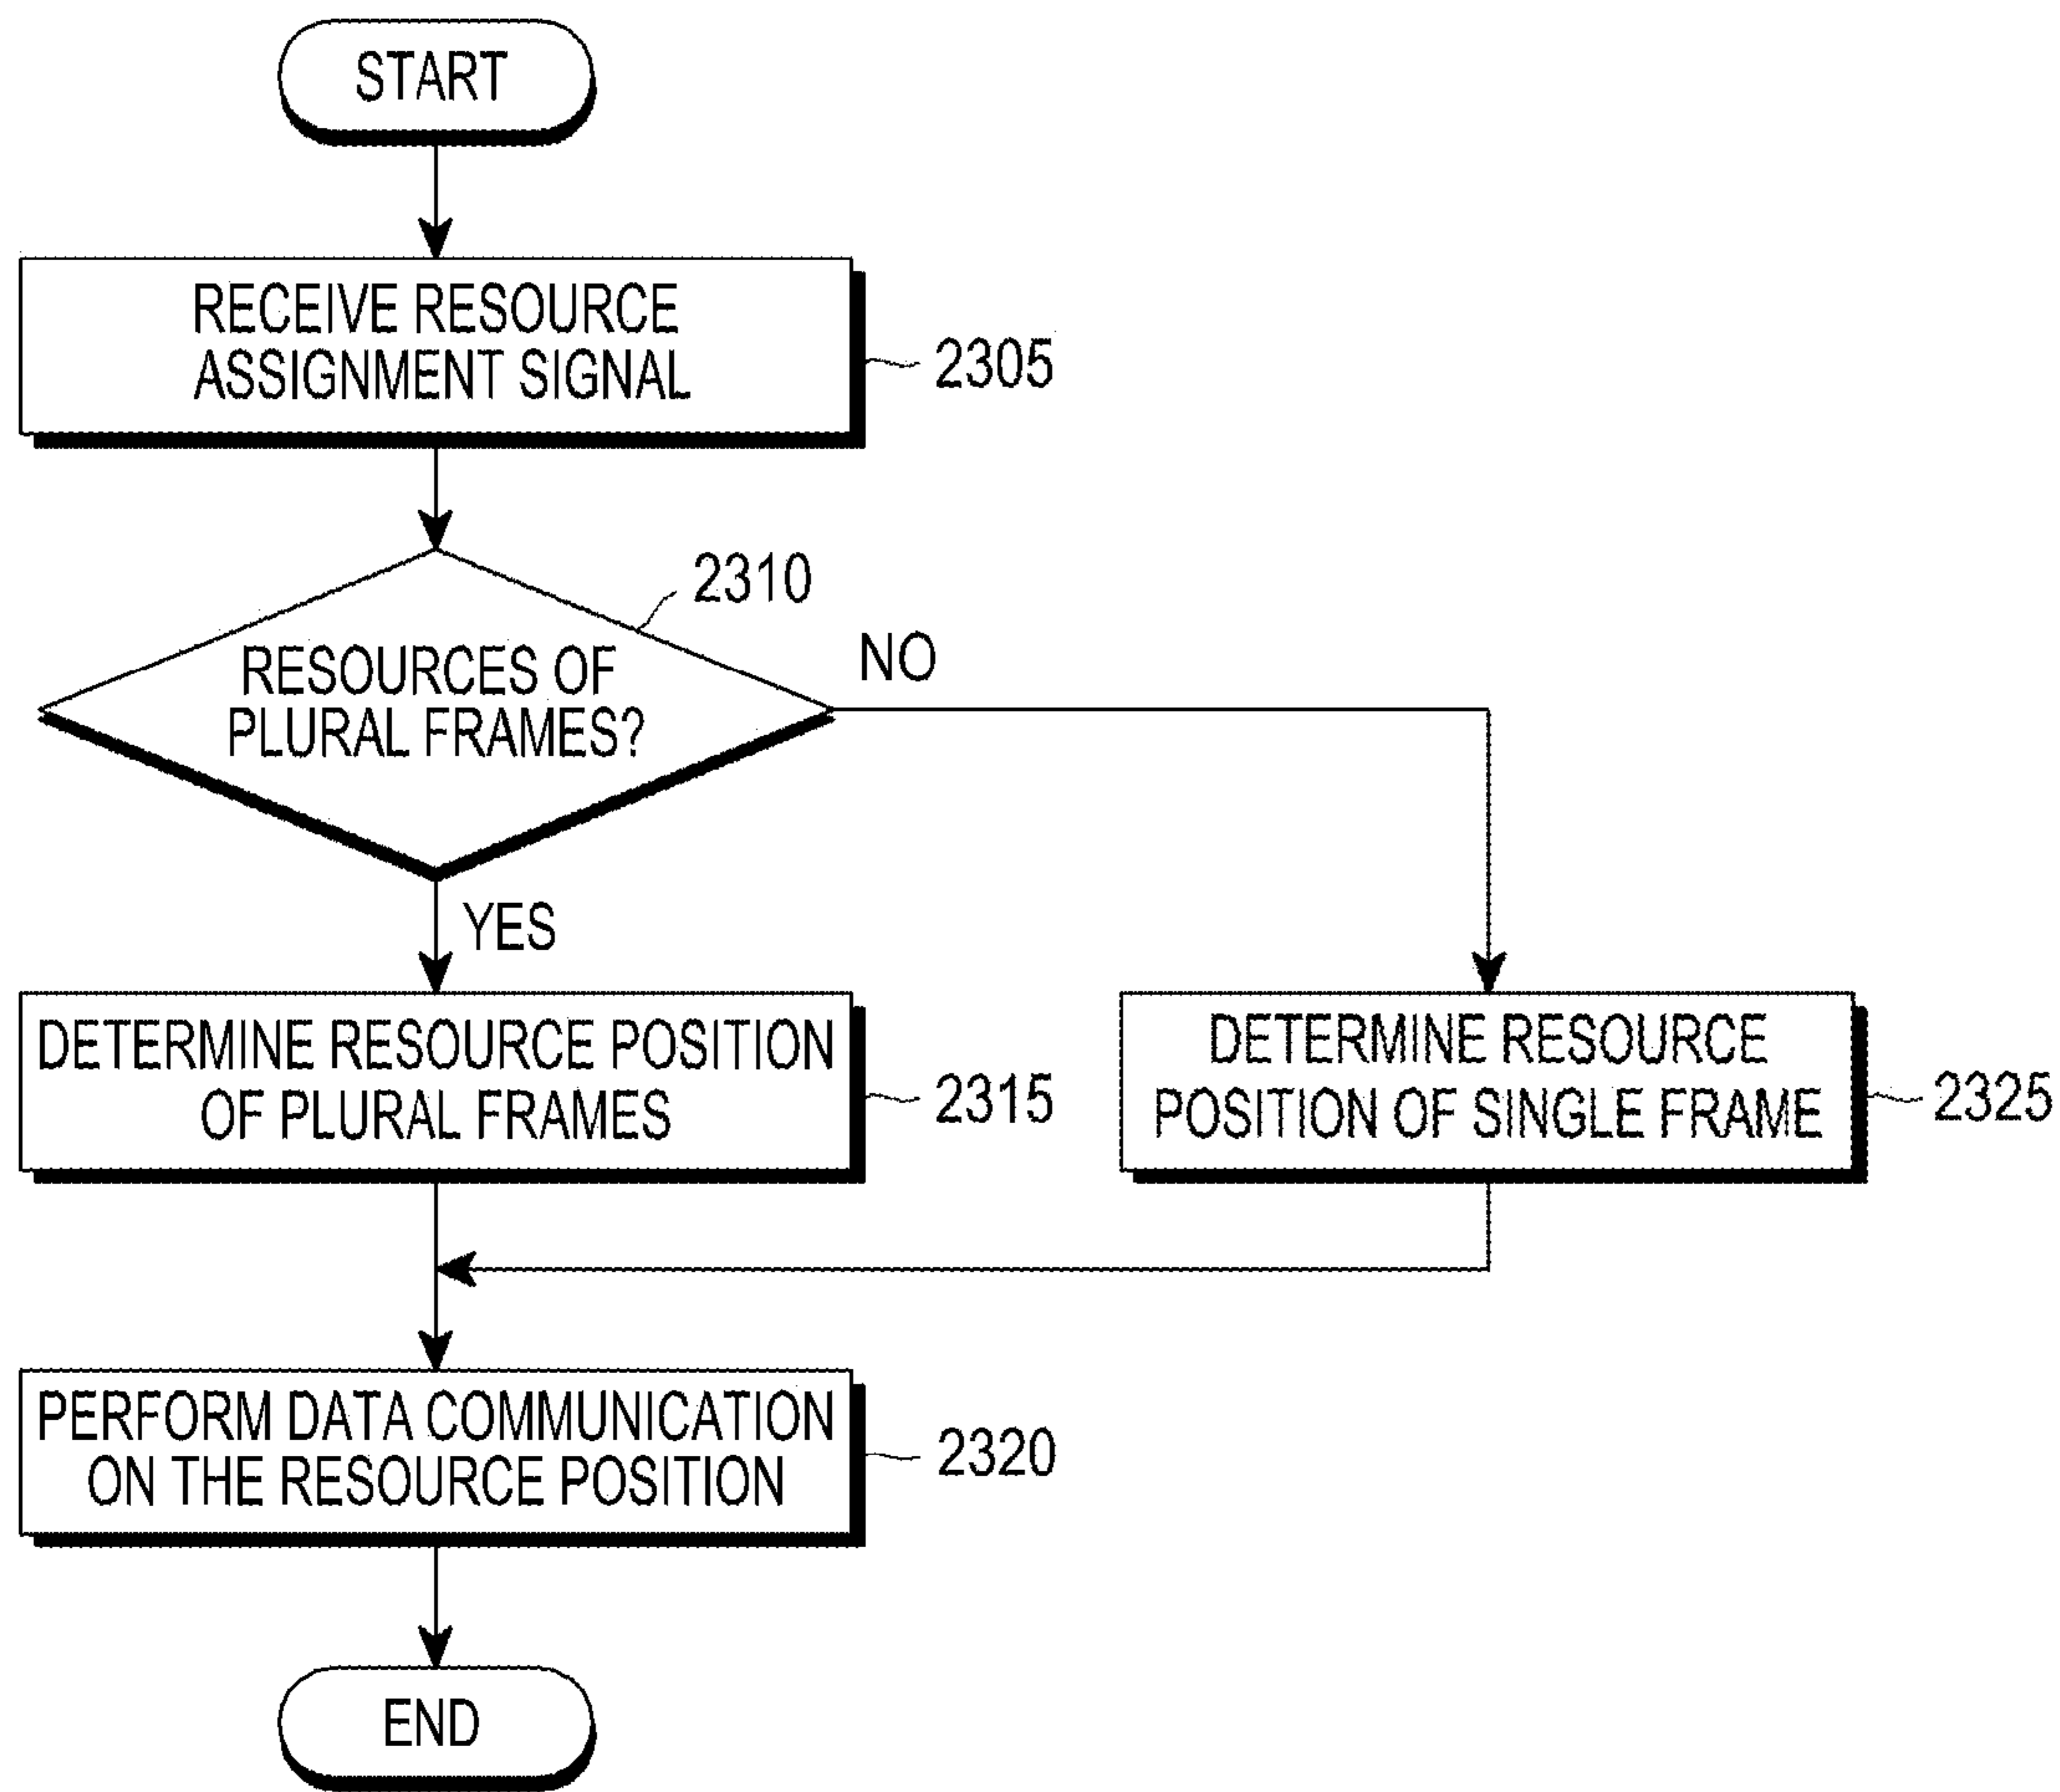 START
RECEIVE RESOURCE
ASSIGNMENT SIGNAL
2305
2310
RESOURCES OF
PLURAL FRAMES?
NO
YES
DETERMINE RESOURCE POSITION
OF PLURAL FRAMES
2315
DETERMINE RESOURCE
POSITION OF SINGLE FRAME
2325
PERFORM DATA COMMUNICATION
ON THE RESOURCE POSITION
2320
END